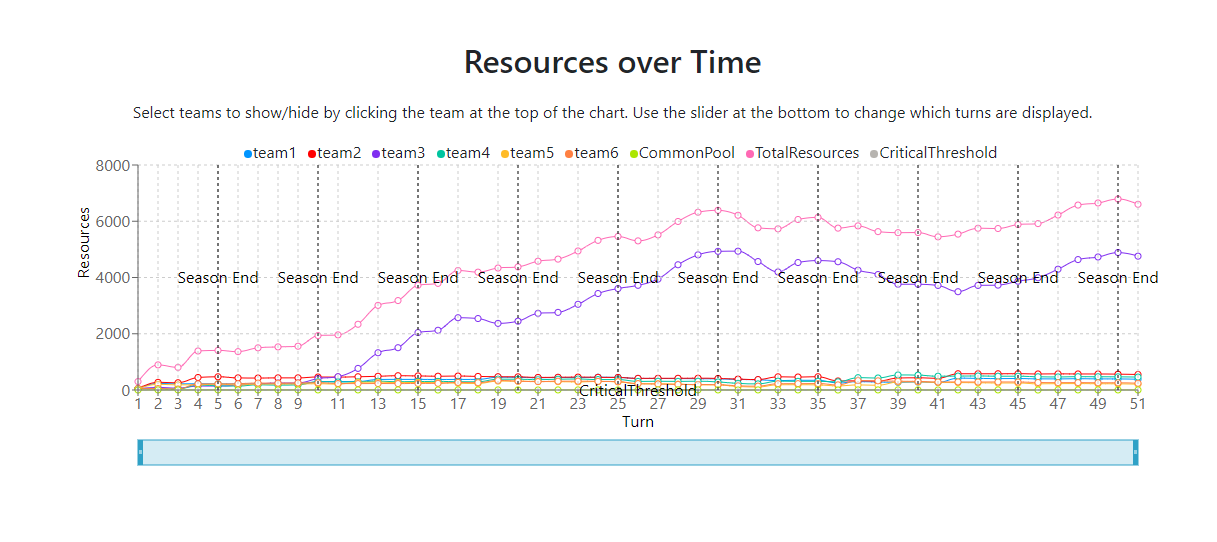 Resources over Time
Select teams to show/hide by clicking the team at the top of the chart. Use the slider at the bottom to change which turns are displayed.
team1 team2 team3 team4 team5 team6 CommonPool TotalResources CriticalThreshold
8000
6000
Resources
4000
Season End Season End Season End Season End Season End Season End Season End Season End Season End Season End
2000
0
CriticalThreshold
1 2 3 4 5 6 7 8 9 11 13 15 17 19 21 23 25 27 29 31 33 35 37 39 41 43 45 47 49 51
Turn